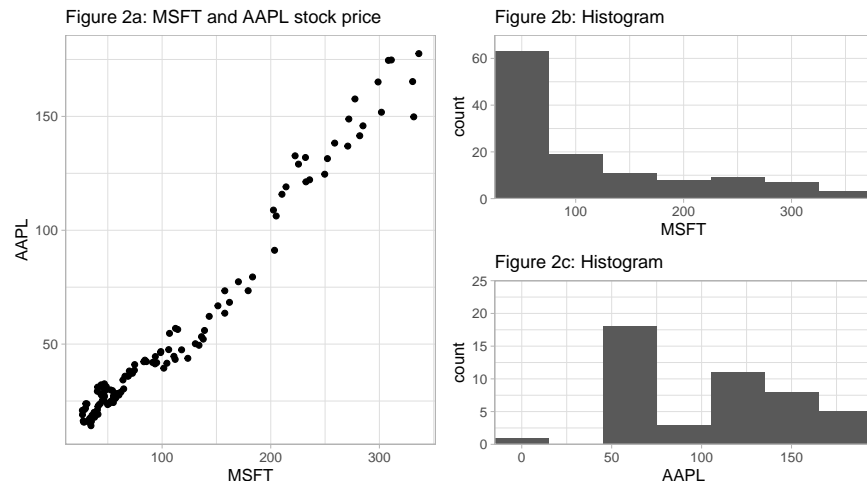 Figure 2a: MSFT and AAPL stock price
150
100
50
AAPL
100 200 300
MSFT
Figure 2b: Histogram
60
40
20
0
count
100 200 300
MSFT
Figure 2c: Histogram
25
20
15
10
5
0
count
0 50 100 150
AAPL